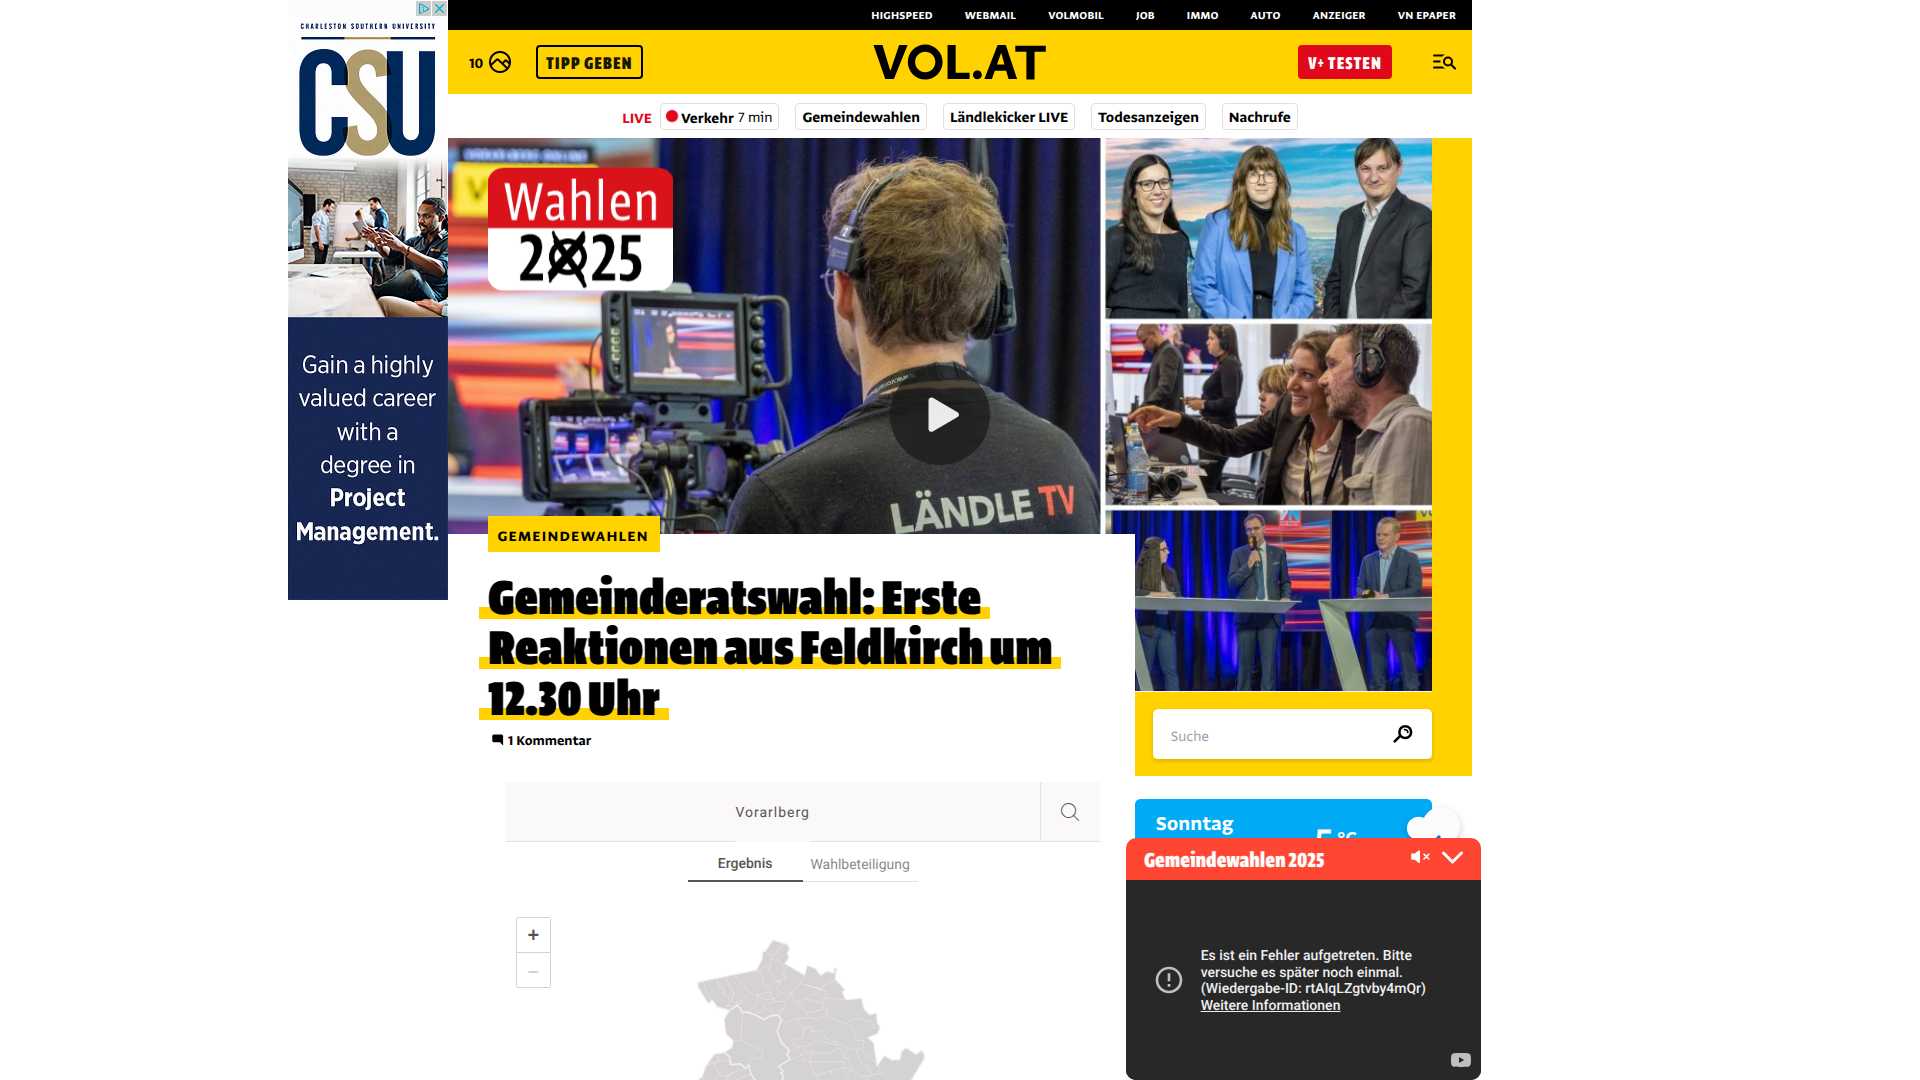 CHARLESTON SOUTHERN UNIVERSITY
CSU
Gain a highly
valued career
with a
degree in
Project
Management.
HIGHSPEED WEBMAIL VOLMOBIL JOB IMMO AUTO ANZEIGER VN EPAPER
10 TIPP GEBEN VOL.AT V+ TESTEN
LIVE Verkehr 7 min Gemeindewahlen Ländlekicker LIVE Todesanzeigen Nachrufe
Wahlen
2025
LÄNDLE TV
GEMEINDEWAHLEN
Gemeinderatswahl: Erste
Reaktionen aus Feldkirch um
12.30 Uhr
1 Kommentar
Suche
Vorarlberg
Ergebnis Wahlbeteiligung
+
–
Sonntag
5 °C
Gemeindewahlen 2025
Es ist ein Fehler aufgetreten. Bitte
versuche es später noch einmal.
(Wiedergabe-ID: rtAIqLZgtvby4mQr)
Weitere Informationen